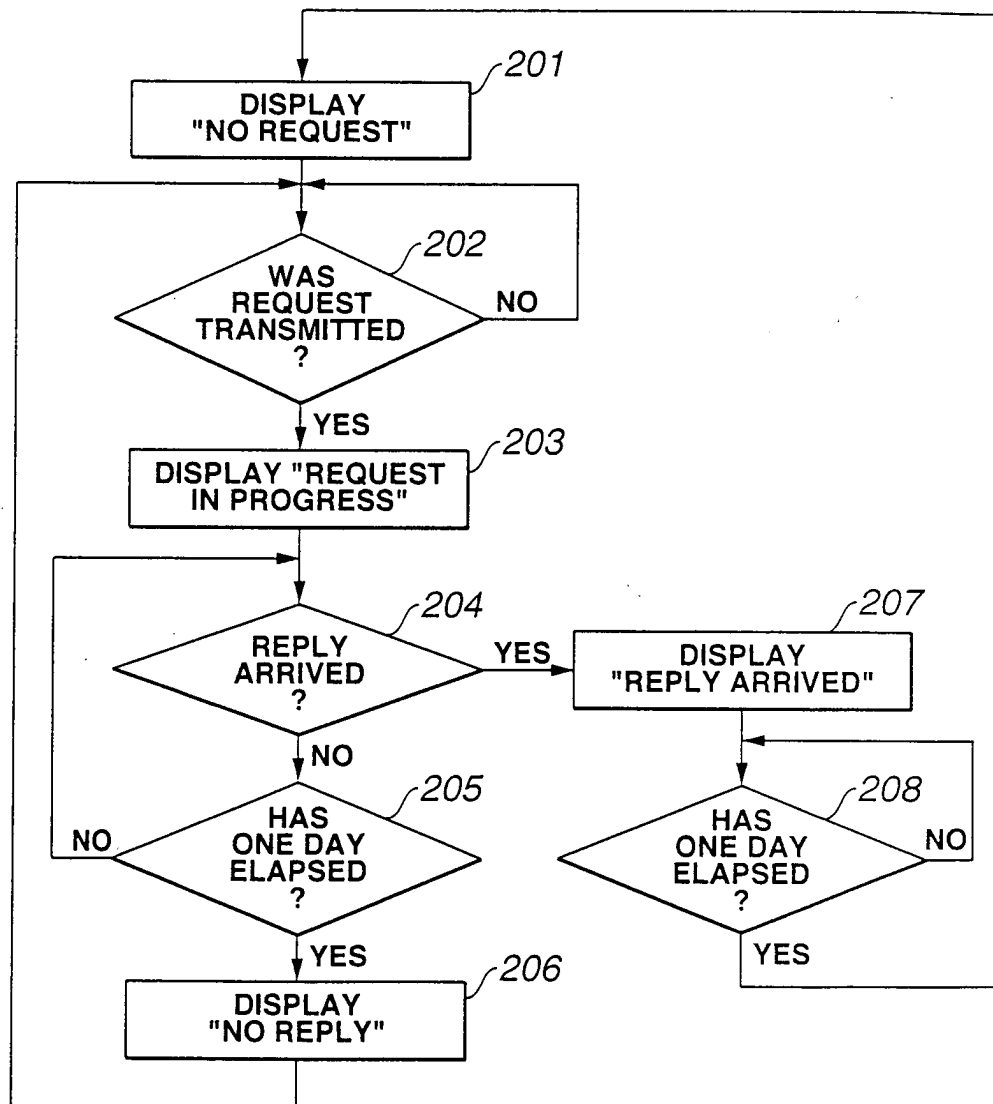 201
DISPLAY
"NO REQUEST"
202
WAS
REQUEST
TRANSMITTED
?
NO
YES
203
DISPLAY "REQUEST
IN PROGRESS"
204
REPLY
ARRIVED
?
YES
NO
207
DISPLAY
"REPLY ARRIVED"
205
HAS
ONE DAY
ELAPSED
?
NO
YES
208
HAS
ONE DAY
ELAPSED
?
NO
YES
206
DISPLAY
"NO REPLY"